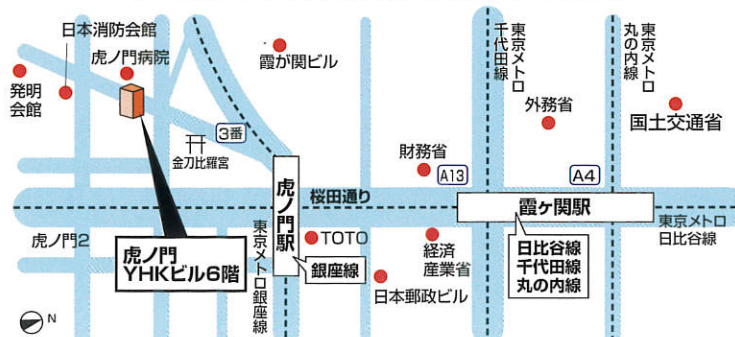 日本消防会館
虎ノ門病院
発明
会館
霞が関ビル
東京メトロ
千代田線
東京メトロ
丸の内線
外務省
国土交通省
3番
金刀比羅宮
財務省
A13
A4
虎ノ門駅
桜田通り
霞ヶ関駅
東京メトロ
日比谷線
虎ノ門2
虎ノ門
YHKビル6階
東京メトロ銀座線
TOTO
銀座線
経済
産業省
日比谷線
千代田線
丸の内線
日本郵政ビル
N